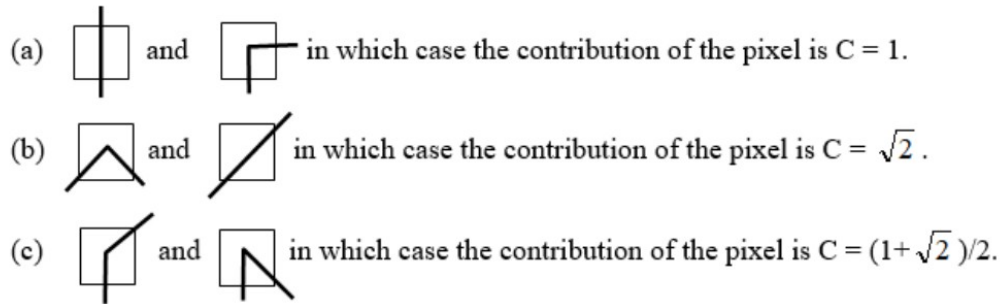 (a) and in which case the contribution of the pixel is C = 1.
(b) and in which case the contribution of the pixel is C = √2 .
(c) and in which case the contribution of the pixel is C = (1+ √2 )/2.